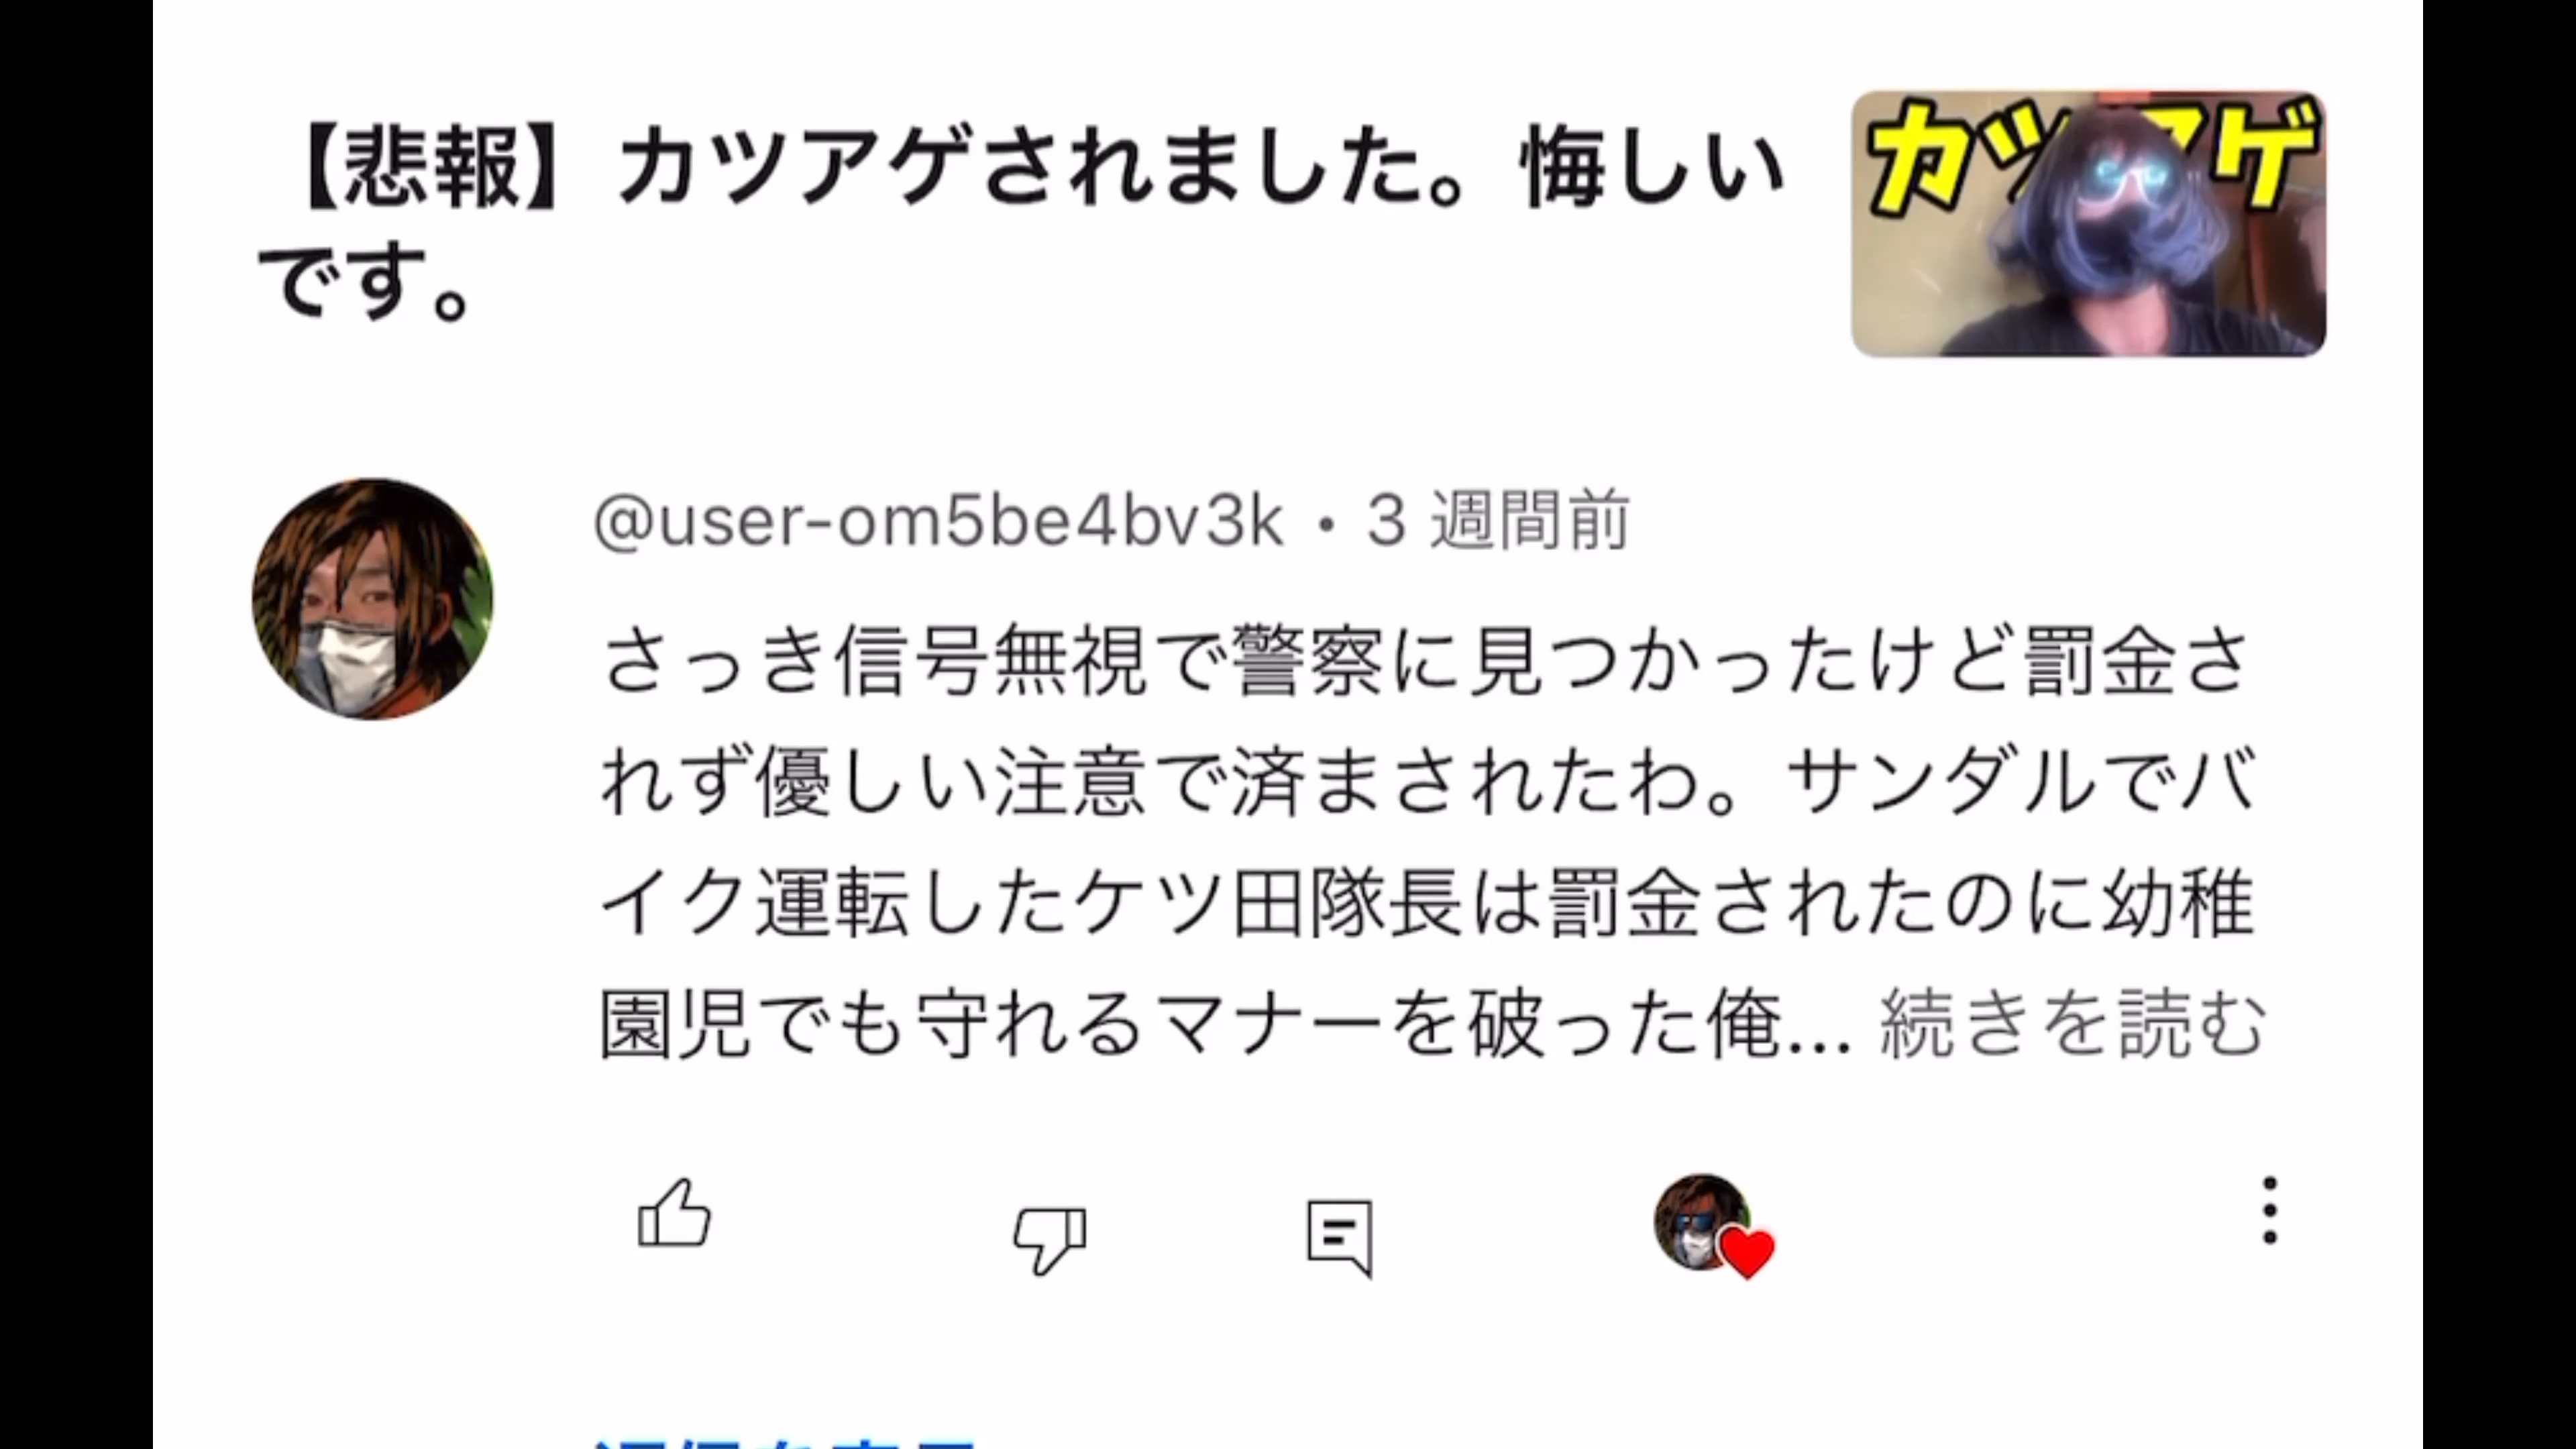 【悲報】カツアゲされました。悔しい
です。
カツアゲ
@user-om5be4bv3k・3 週間前
さっき信号無視で警察に見つかったけど罰金さ
れず優しい注意で済まされたわ。サンダルでバ
イク運転したケツ田隊長は罰金されたのに幼稚
園児でも守れるマナーを破った俺... 続きを読む